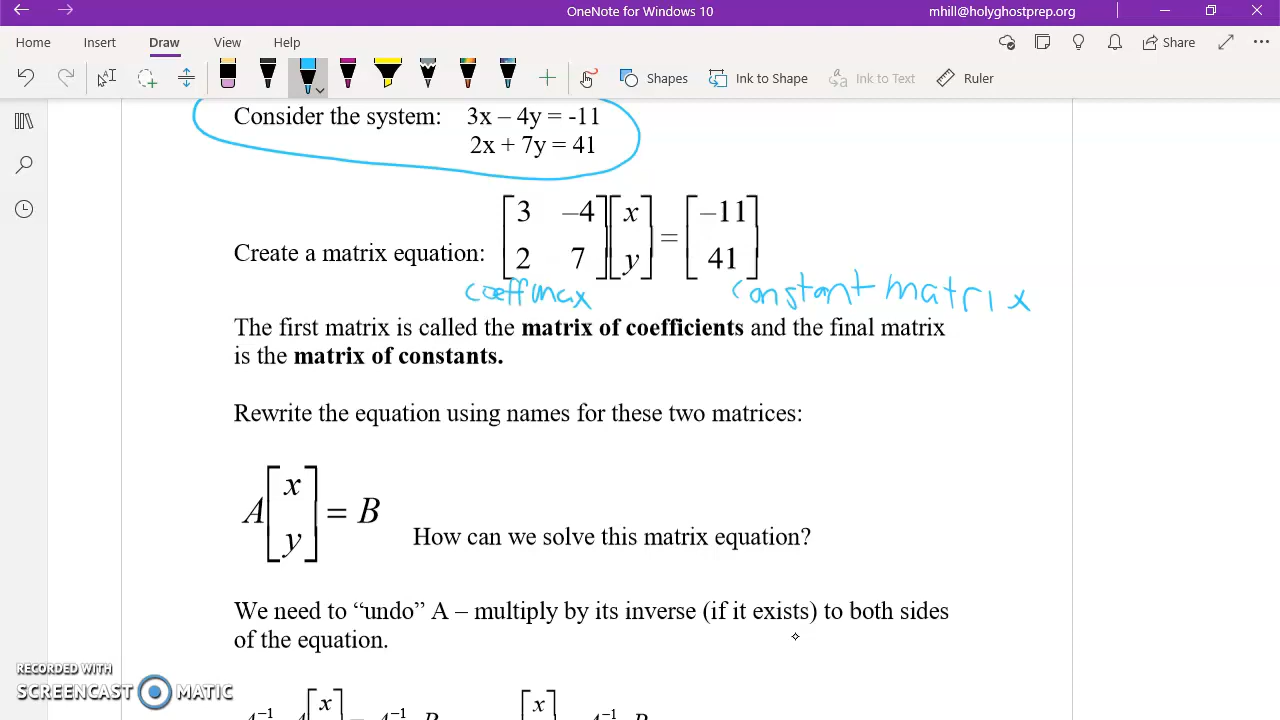 OneNote for Windows 10
mhill@holyghostprep.org
Home Insert Draw View Help
Share
Shapes Ink to Shape Ink to Text Ruler
Consider the system: 3x – 4y = -11
2x + 7y = 41
Create a matrix equation: [3 –4; 2 7][x; y] = [–11; 41]
constant matrix
The first matrix is called the matrix of coefficients and the final matrix
is the matrix of constants.
Rewrite the equation using names for these two matrices:
A[x; y] = B How can we solve this matrix equation?
We need to “undo” A – multiply by its inverse (if it exists) to both sides
of the equation.
RECORDED WITH
SCREENCAST MATIC